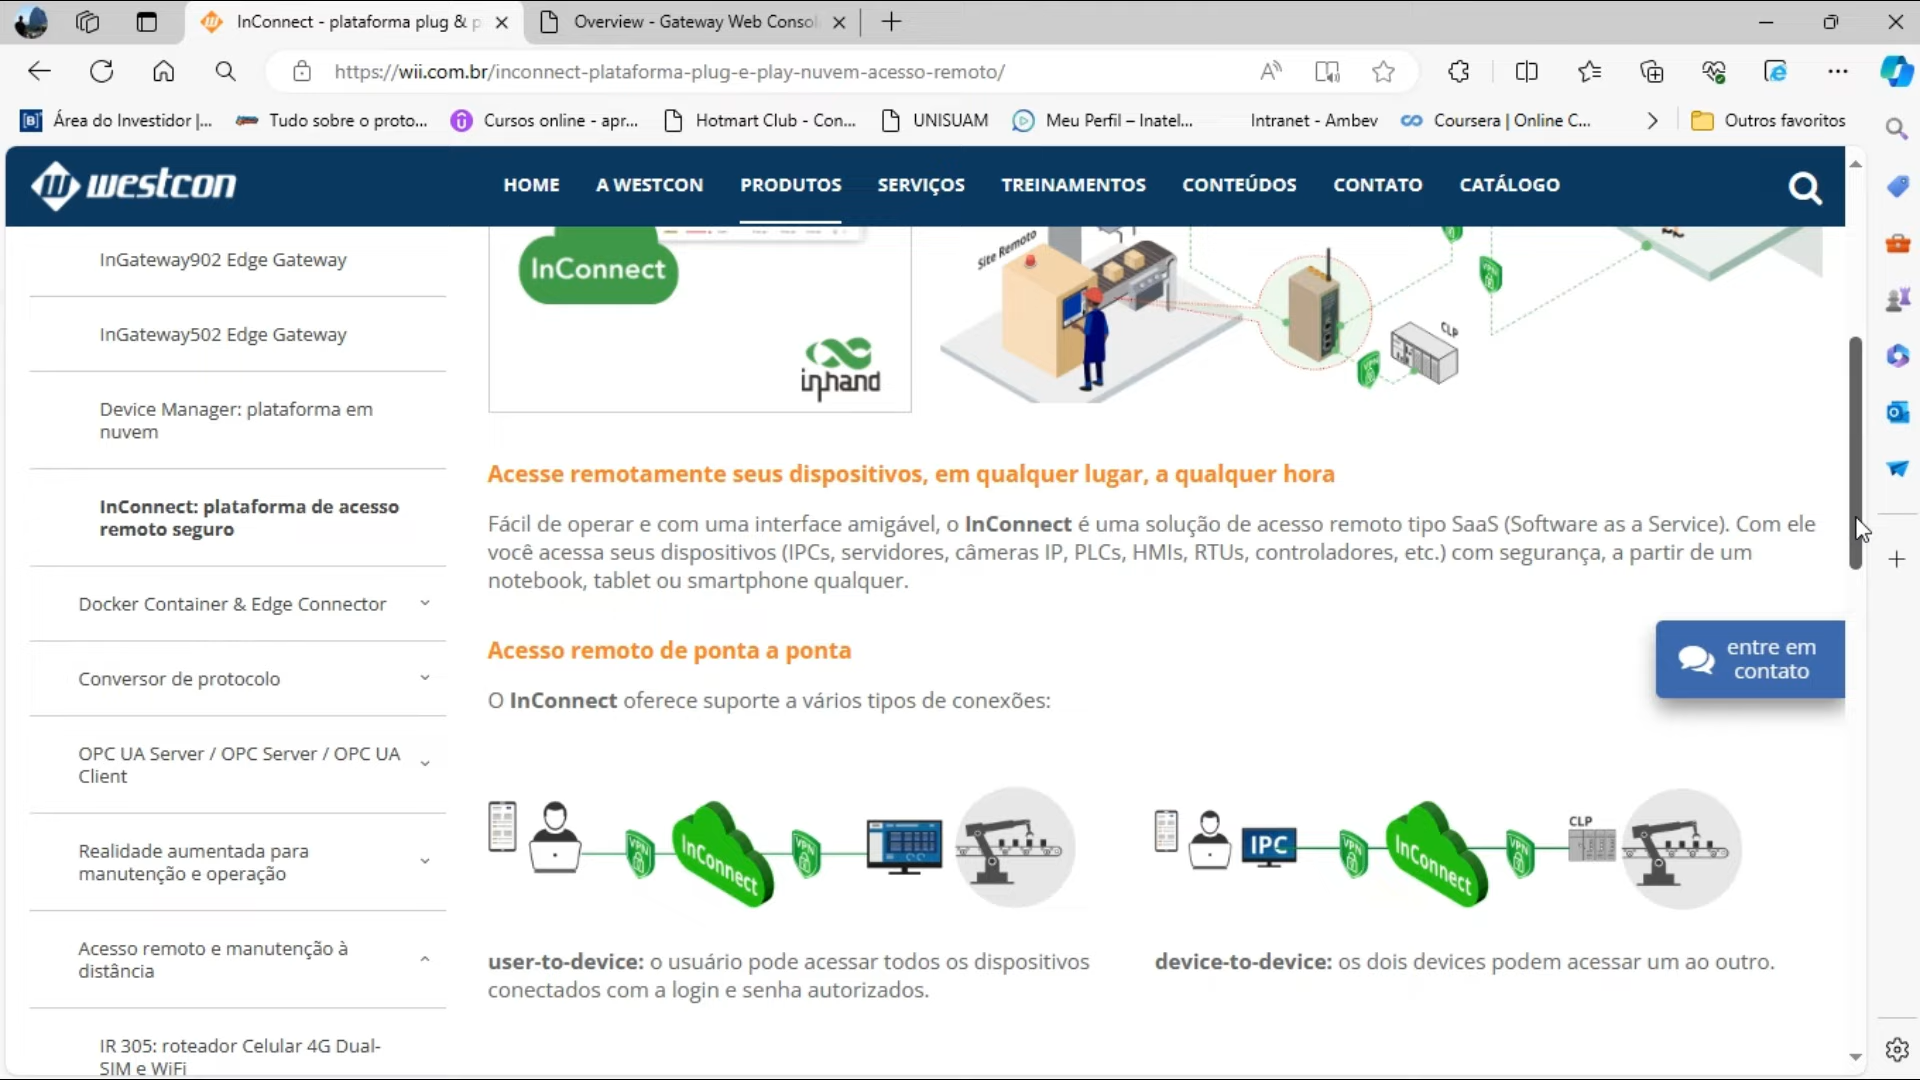 InConnect - plataforma plug & p
Overview - Gateway Web Consol
https://wii.com.br/inconnect-plataforma-plug-e-play-nuvem-acesso-remoto/
[B]³ Área do Investidor |...
Tudo sobre o proto...
Cursos online - apr...
Hotmart Club - Con...
UNISUAM
Meu Perfil – Inatel...
Intranet - Ambev
Coursera | Online C...
Outros favoritos
westcon
HOME
A WESTCON
PRODUTOS
SERVIÇOS
TREINAMENTOS
CONTEÚDOS
CONTATO
CATÁLOGO
InGateway902 Edge Gateway
InGateway502 Edge Gateway
Device Manager: plataforma em
nuvem
InConnect: plataforma de acesso
remoto seguro
Docker Container & Edge Connector
Conversor de protocolo
OPC UA Server / OPC Server / OPC UA
Client
Realidade aumentada para
manutenção e operação
Acesso remoto e manutenção à
distância
IR 305: roteador Celular 4G Dual-
SIM e WiFi
InConnect
inhand
Site Remoto
CLP
VPN
Acesse remotamente seus dispositivos, em qualquer lugar, a qualquer hora
Fácil de operar e com uma interface amigável, o InConnect é uma solução de acesso remoto tipo SaaS (Software as a Service). Com ele
você acessa seus dispositivos (IPCs, servidores, câmeras IP, PLCs, HMIs, RTUs, controladores, etc.) com segurança, a partir de um
notebook, tablet ou smartphone qualquer.
Acesso remoto de ponta a ponta
O InConnect oferece suporte a vários tipos de conexões:
entre em
contato
VPN
InConnect
VPN
IPC
VPN
InConnect
VPN
CLP
user-to-device: o usuário pode acessar todos os dispositivos
conectados com a login e senha autorizados.
device-to-device: os dois devices podem acessar um ao outro.